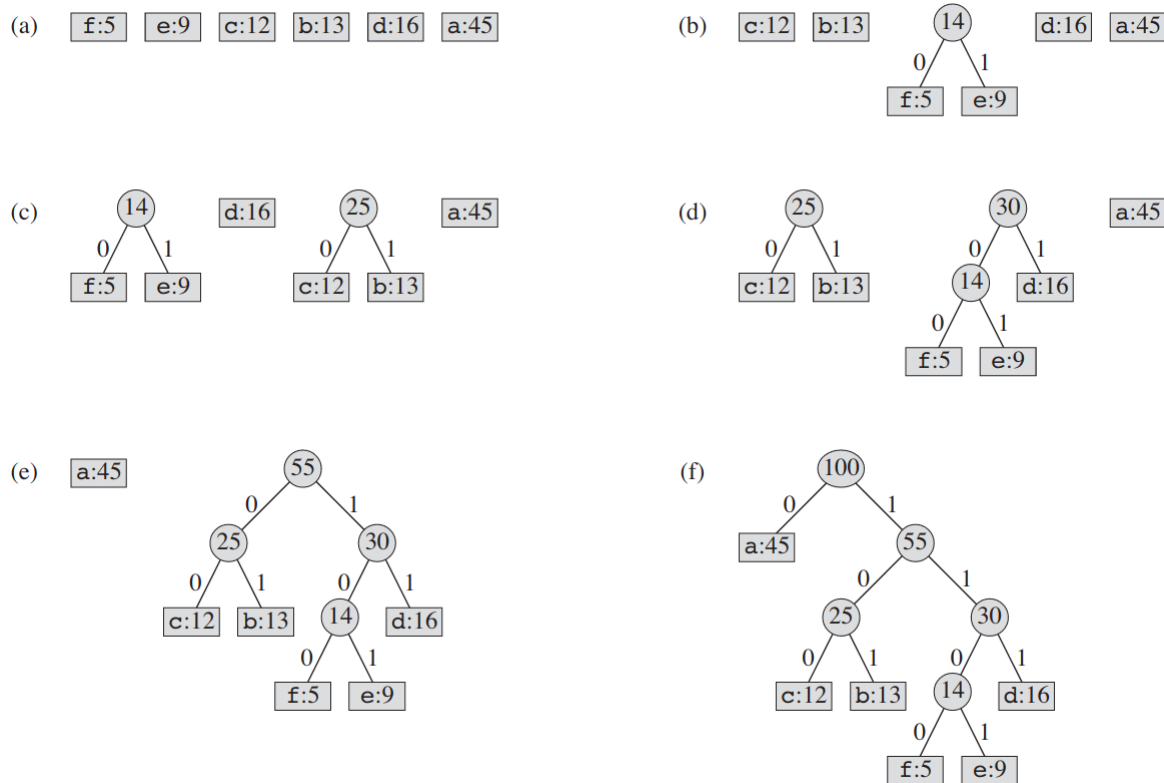 (a) f:5 e:9 c:12 b:13 d:16 a:45
(b) c:12 b:13 14 d:16 a:45
0 1
f:5 e:9
(c) 14 d:16 25 a:45
0 1 0 1
f:5 e:9 c:12 b:13
(d) 25 30 a:45
0 1 0 1
c:12 b:13 14 d:16
0 1
f:5 e:9
(e) a:45 55
0 1
25 30
0 1 0 1
c:12 b:13 14 d:16
0 1
f:5 e:9
(f) 100
0 1
a:45 55
0 1
25 30
0 1 0 1
c:12 b:13 14 d:16
0 1
f:5 e:9